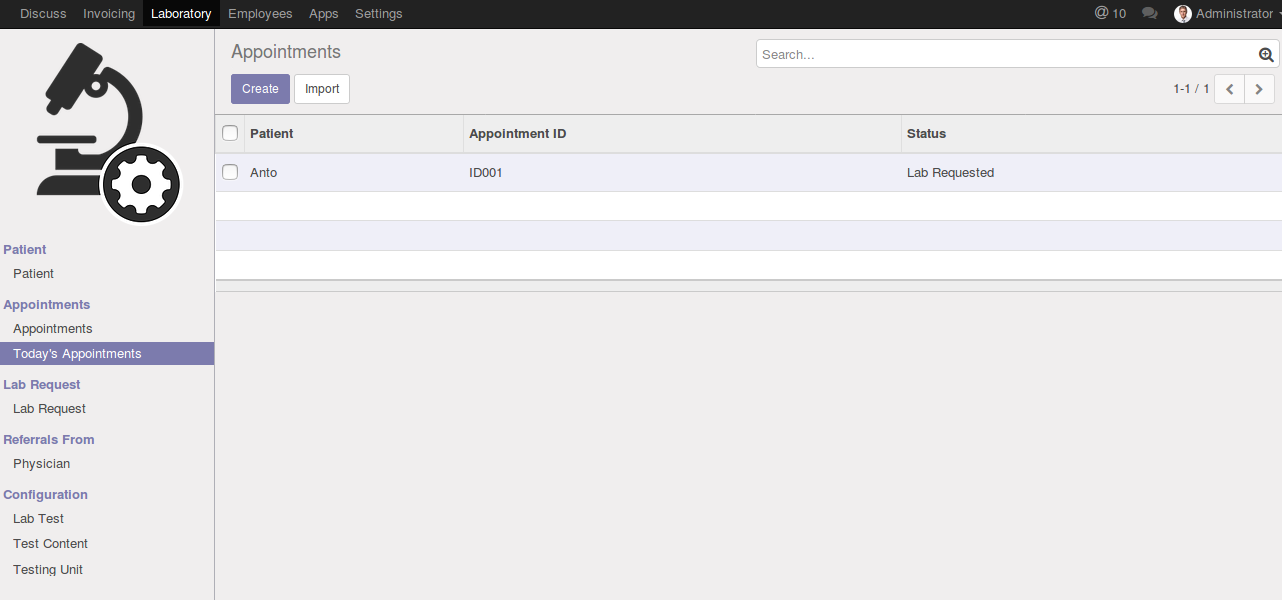 Discuss Invoicing Laboratory Employees Apps Settings @ 10 Administrator
Appointments
Search...
Create Import
1-1 / 1
Patient Appointment ID Status
Anto ID001 Lab Requested
Patient
Patient
Appointments
Appointments
Today's Appointments
Lab Request
Lab Request
Referrals From
Physician
Configuration
Lab Test
Test Content
Testing Unit